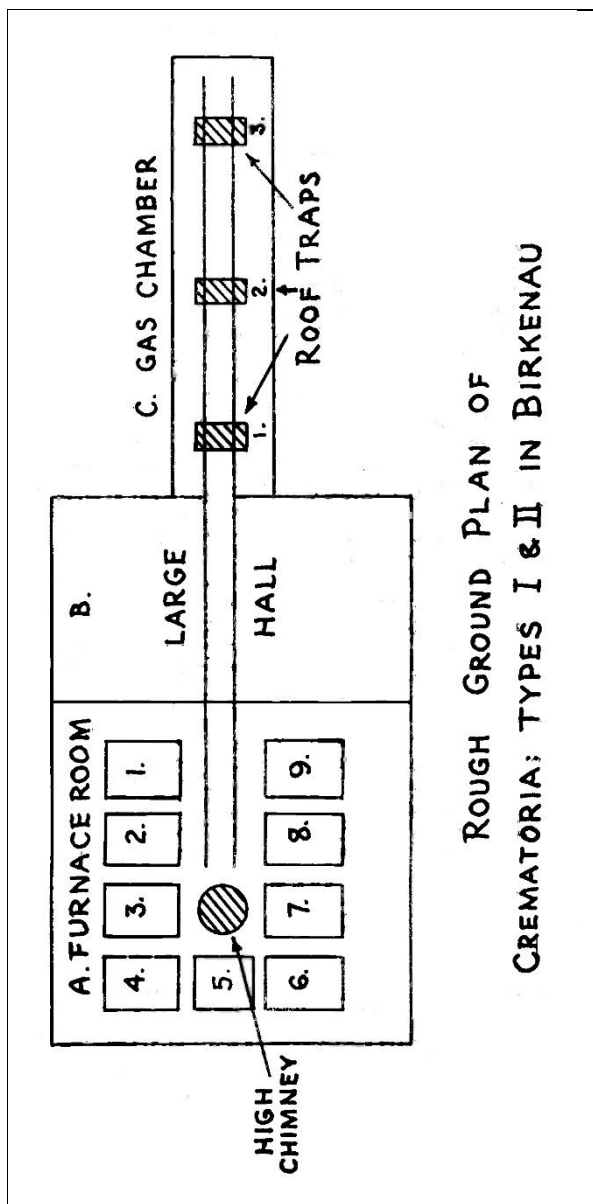 A. FURNACE ROOM
4. 3. 2. 1.
5.
6. 7. 8. 9.
HIGH
CHIMNEY
B.
LARGE
HALL
C. GAS CHAMBER
1. 2. 3.
ROOF TRAPS
ROUGH GROUND PLAN OF
CREMATORIA; TYPES I & II IN BIRKENAU